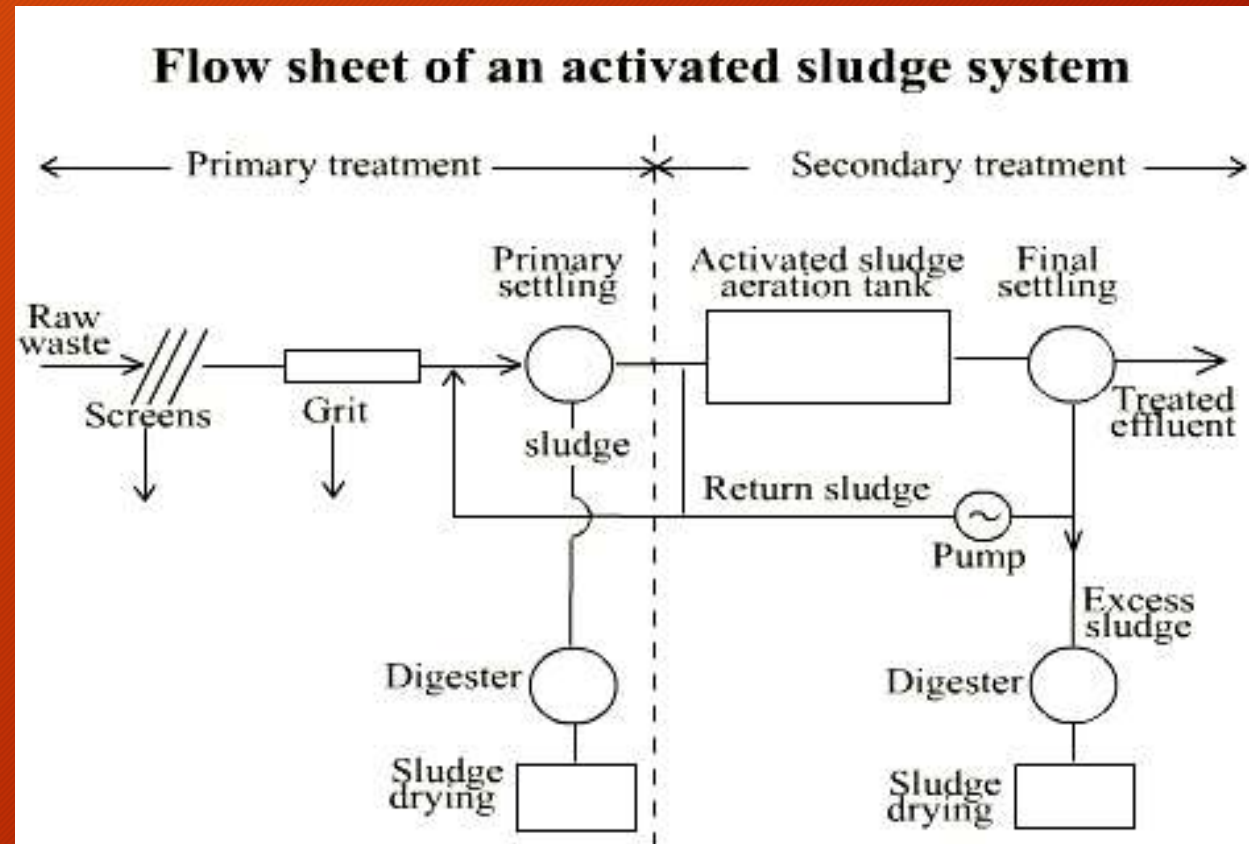 Flow sheet of an activated sludge system
Primary treatment
Secondary treatment
Raw
waste
Screens
Grit
Primary
settling
sludge
Activated sludge
aeration tank
Final
settling
Treated
effluent
Return sludge
Pump
Excess
sludge
Digester
Sludge
drying
Digester
Sludge
drying